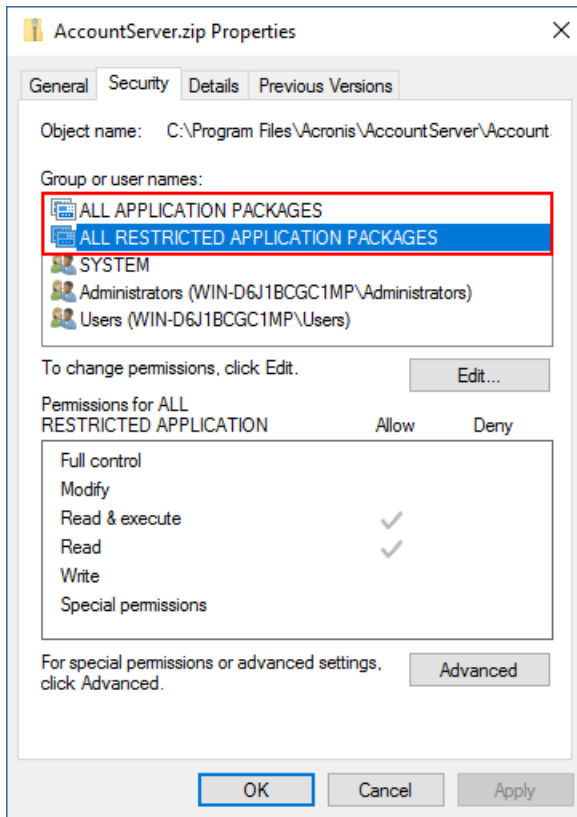 AccountServer.zip Properties
General Security Details Previous Versions
Object name: C:\Program Files\Acronis\AccountServer\Account
Group or user names:
ALL APPLICATION PACKAGES
ALL RESTRICTED APPLICATION PACKAGES
SYSTEM
Administrators (WIN-D6J1BCGC1MP\Administrators)
Users (WIN-D6J1BCGC1MP\Users)
To change permissions, click Edit.
Edit...
Permissions for ALL
RESTRICTED APPLICATION Allow Deny
Full control
Modify
Read & execute
Read
Write
Special permissions
For special permissions or advanced settings,
click Advanced.
Advanced
OK Cancel Apply